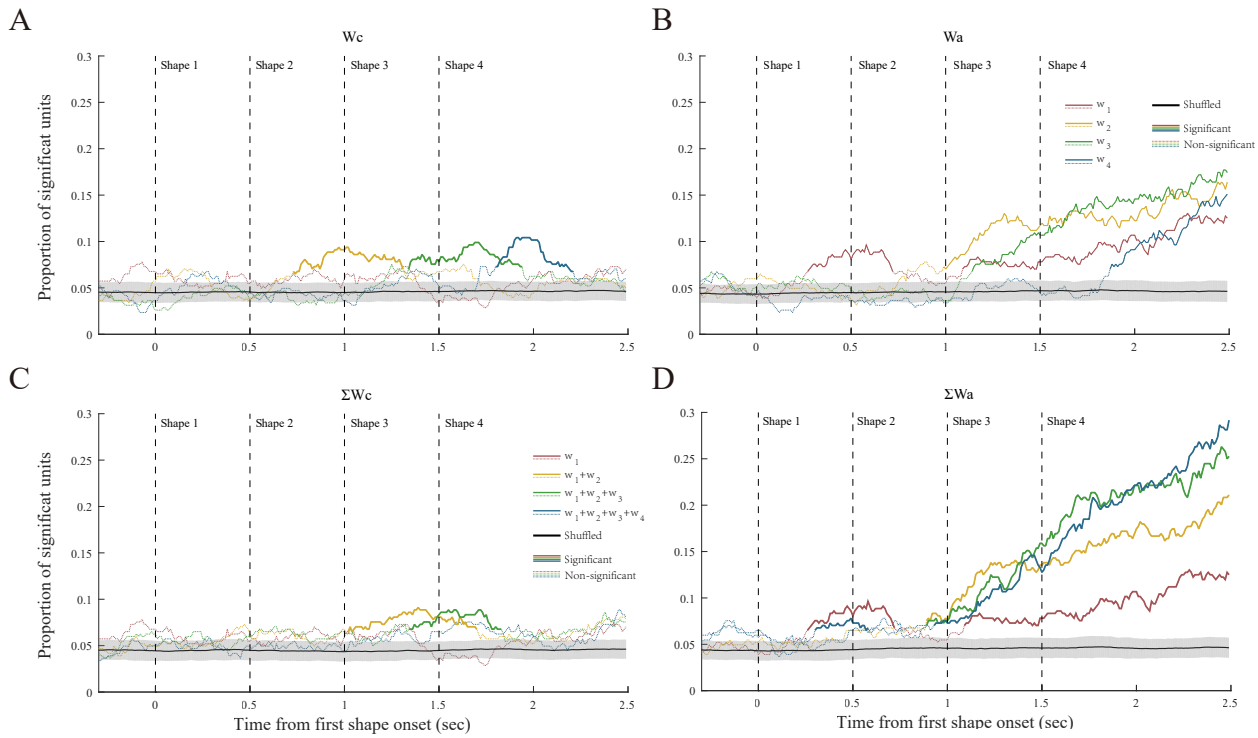 A
Wc
Proportion of significat units
0.3
0.25
0.2
0.15
0.1
0.05
0
Shape 1
Shape 2
Shape 3
Shape 4
0
0.5
1
1.5
2
2.5
B
Wa
0.3
0.25
0.2
0.15
0.1
0.05
0
Shape 1
Shape 2
Shape 3
Shape 4
w1
w2
w3
w4
Shuffled
Significant
Non-significant
0
0.5
1
1.5
2
2.5
C
ΣWc
Proportion of significat units
0.3
0.25
0.2
0.15
0.1
0.05
0
Shape 1
Shape 2
Shape 3
Shape 4
w1
w1+w2
w1+w2+w3
w1+w2+w3+w4
Shuffled
Significant
Non-significant
0
0.5
1
1.5
2
2.5
Time from first shape onset (sec)
D
ΣWa
0.3
0.25
0.2
0.15
0.1
0.05
0
Shape 1
Shape 2
Shape 3
Shape 4
0
0.5
1
1.5
2
2.5
Time from first shape onset (sec)